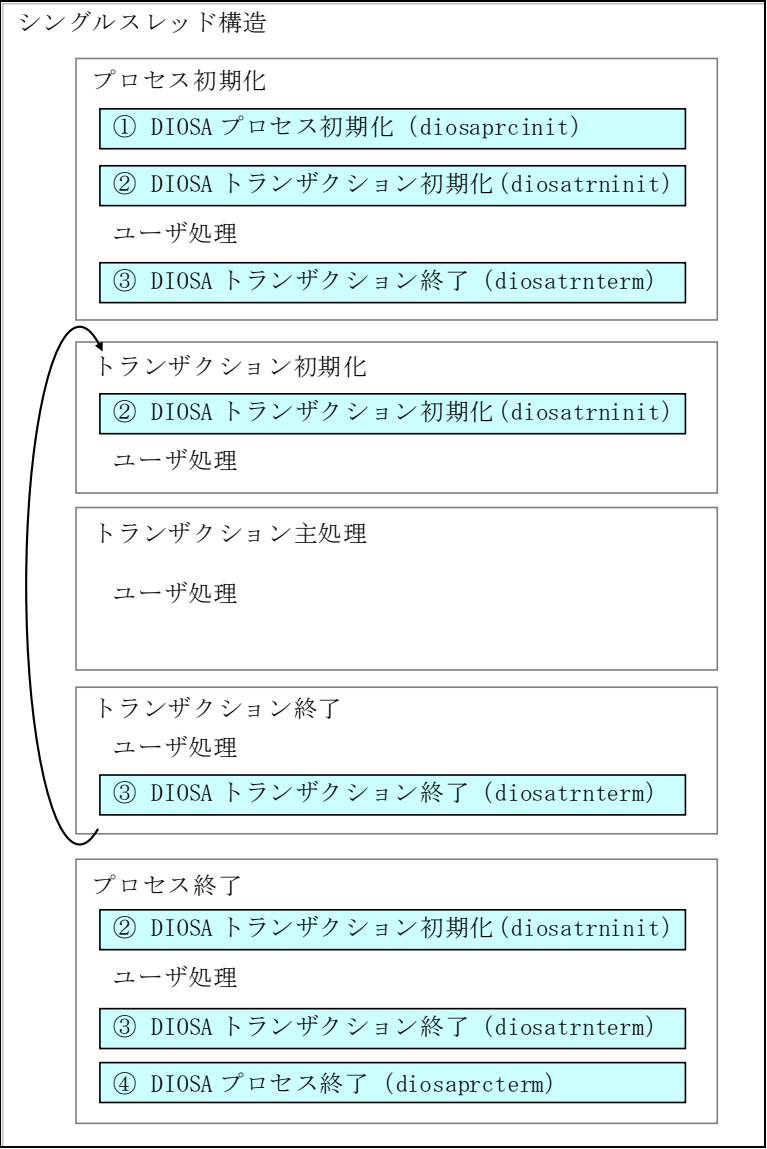 シングルスレッド構造
プロセス初期化
① DIOSA プロセス初期化 (diosaprcinit)
② DIOSA トランザクション初期化(diosatrninit)
ユーザ処理
③ DIOSA トランザクション終了 (diosatrnterm)
トランザクション初期化
② DIOSA トランザクション初期化(diosatrninit)
ユーザ処理
トランザクション主処理
ユーザ処理
トランザクション終了
ユーザ処理
③ DIOSA トランザクション終了 (diosatrnterm)
プロセス終了
② DIOSA トランザクション初期化(diosatrninit)
ユーザ処理
③ DIOSA トランザクション終了 (diosatrnterm)
④ DIOSA プロセス終了 (diosaprcterm)